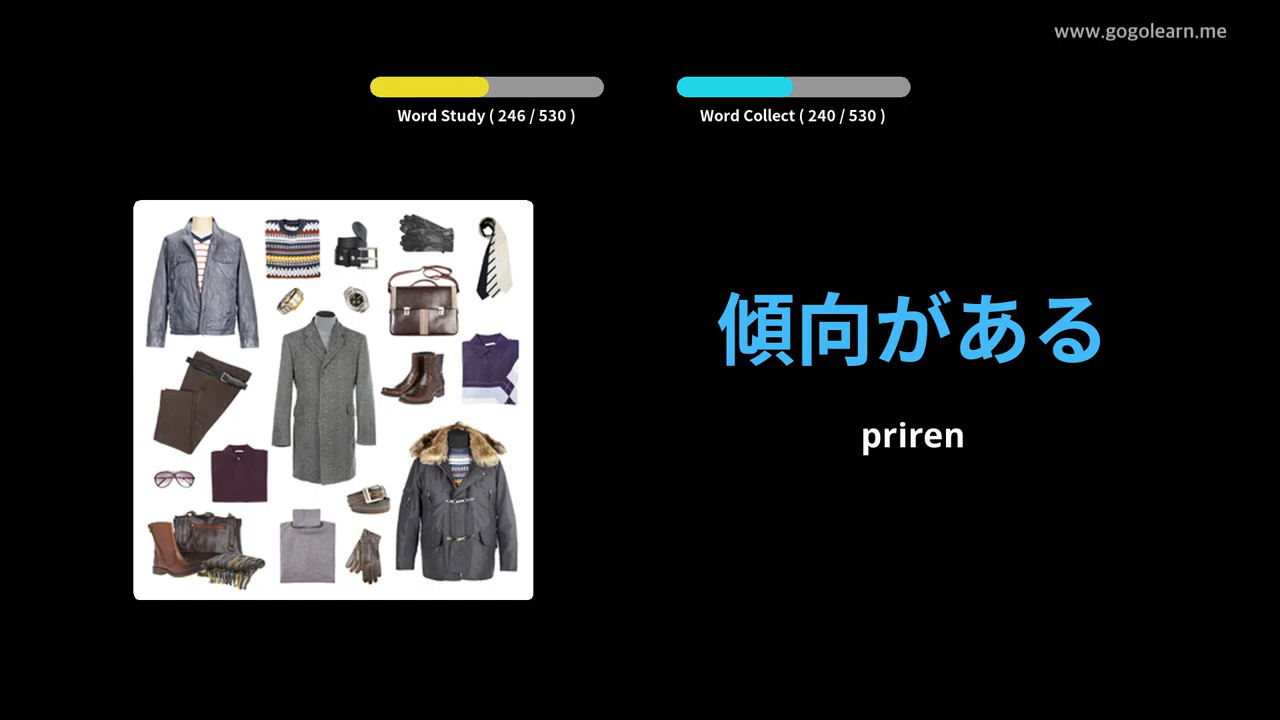 www.gogolearn.me
Word Study ( 246 / 530 )
Word Collect ( 240 / 530 )
傾向がある
priren